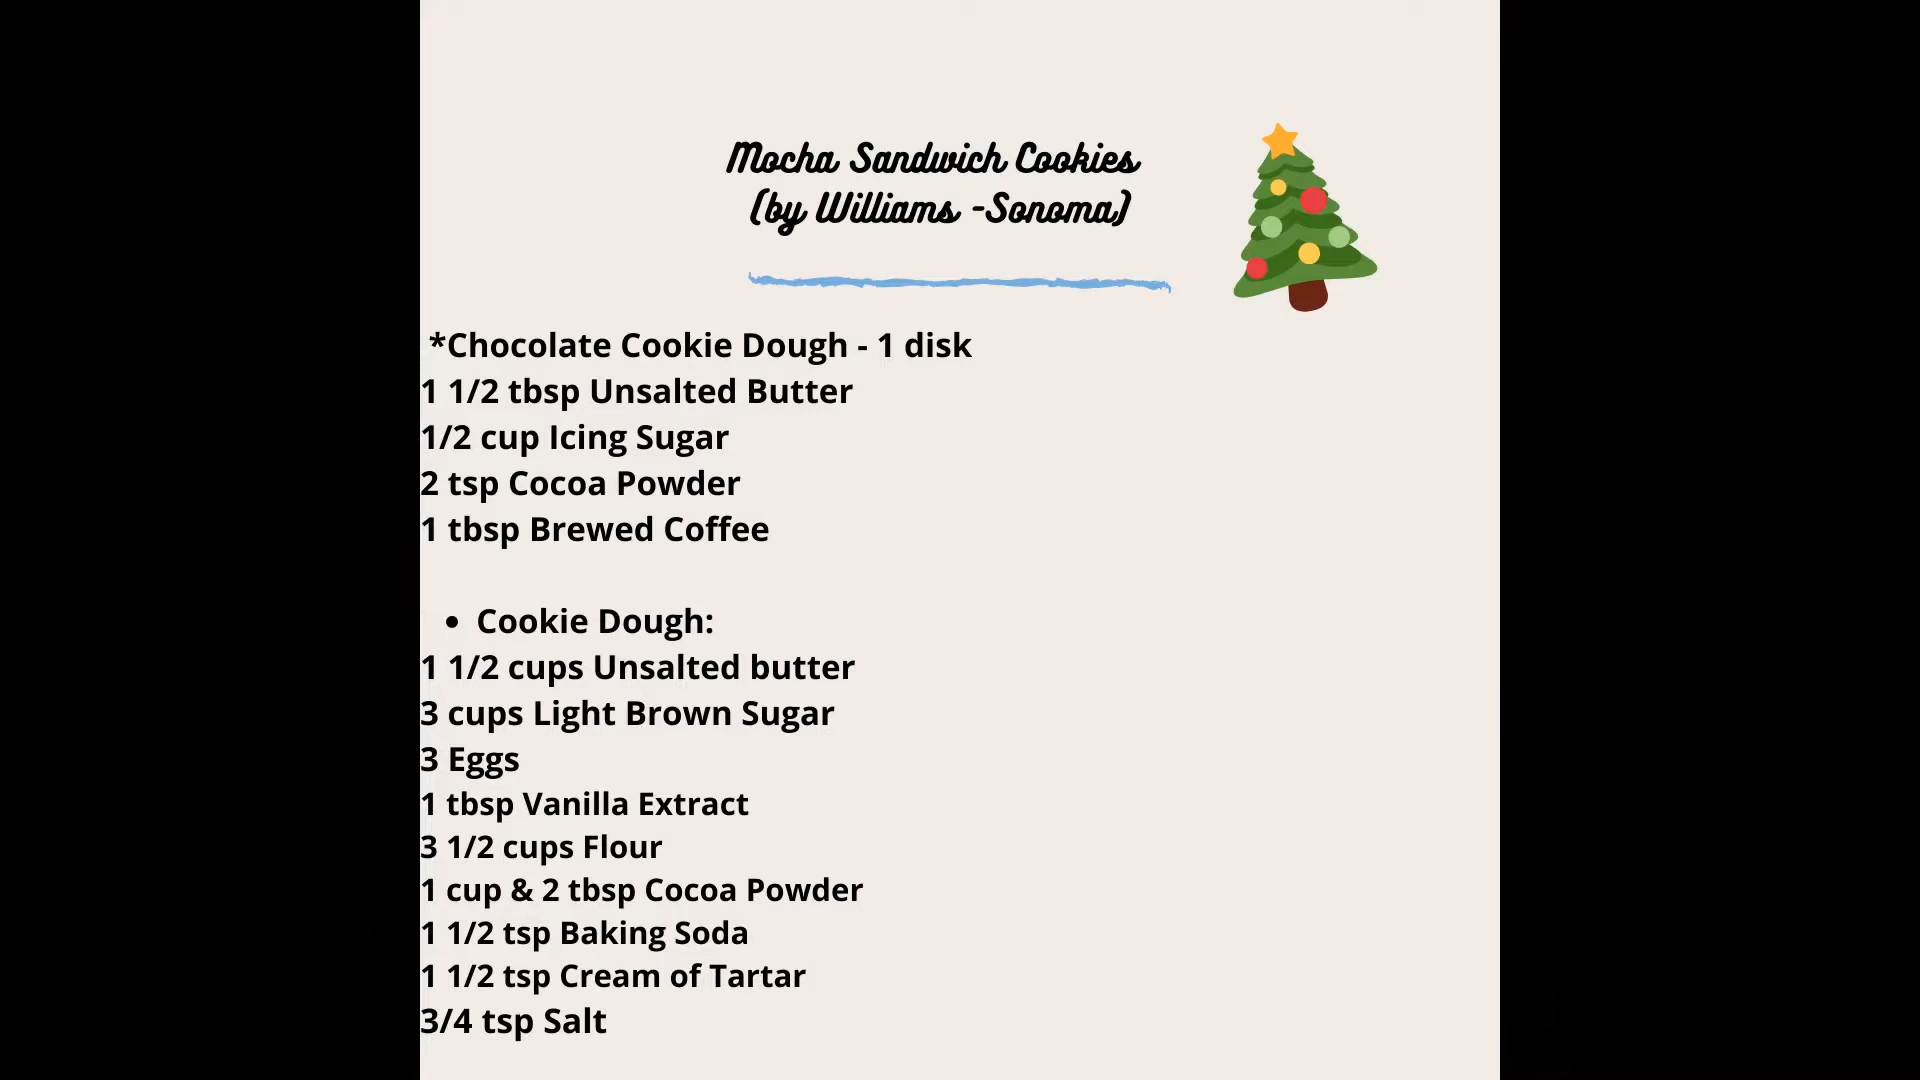 Mocha Sandwich Cookies
(by Williams -Sonoma)
*Chocolate Cookie Dough - 1 disk
1 1/2 tbsp Unsalted Butter
1/2 cup Icing Sugar
2 tsp Cocoa Powder
1 tbsp Brewed Coffee
• Cookie Dough:
1 1/2 cups Unsalted butter
3 cups Light Brown Sugar
3 Eggs
1 tbsp Vanilla Extract
3 1/2 cups Flour
1 cup & 2 tbsp Cocoa Powder
1 1/2 tsp Baking Soda
1 1/2 tsp Cream of Tartar
3/4 tsp Salt